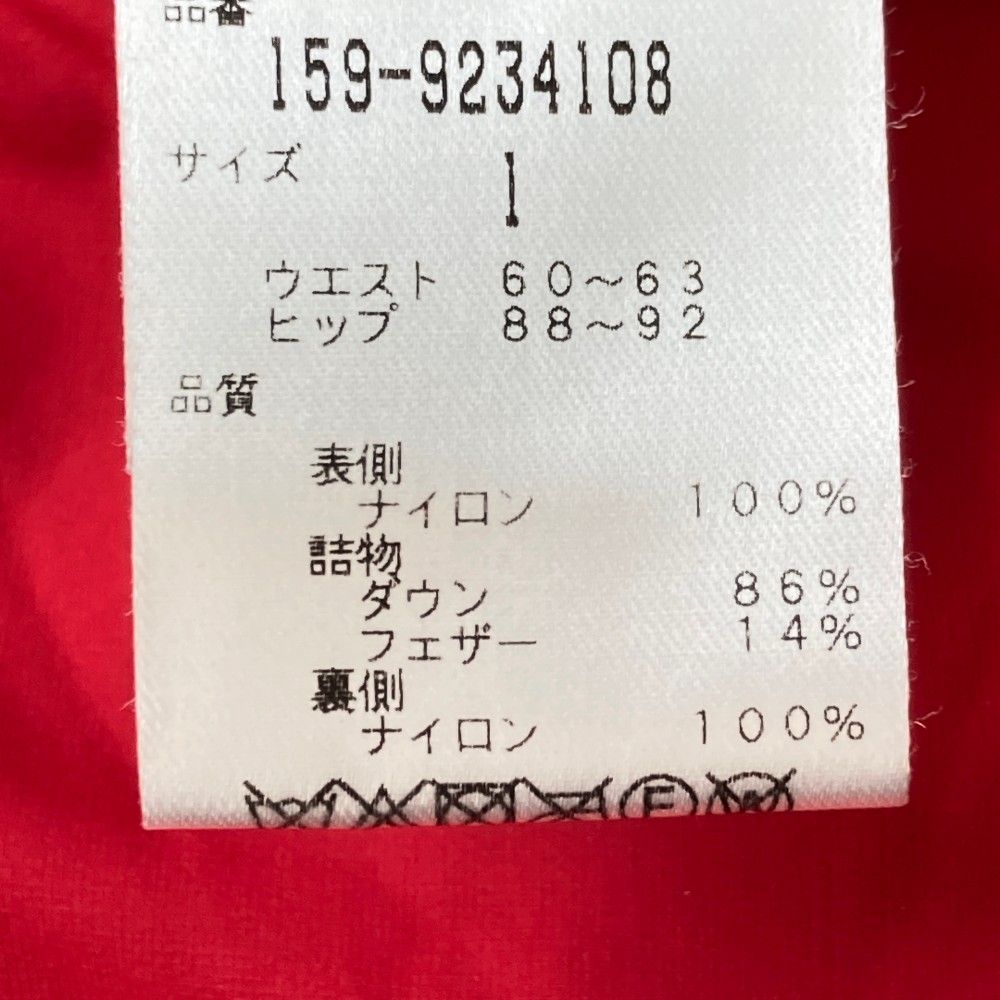 品番
159-9234108
サイズ 1
ウエスト 60～63
ヒップ 88～92
品質
表側
ナイロン 100%
詰物
ダウン 86%
フェザー 14%
裏側
ナイロン 100%